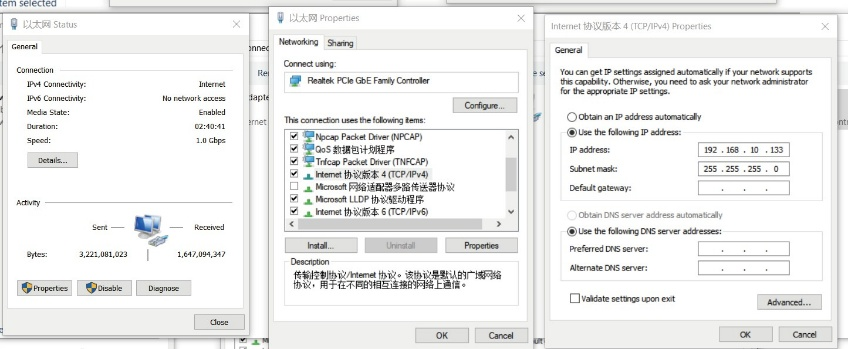 tem selected
以太网 Status
General
Connection
IPv4 Connectivity: Internet
IPv6 Connectivity: No network access
Media State: Enabled
Duration: 02:40:41
Speed: 1.0 Gbps
Details...
Activity
Sent Received
Bytes: 3,221,081,023 1,647,094,347
Properties Disable Diagnose
Close
以太网 Properties
Networking Sharing
Connect using:
Realtek PCIe GbE Family Controller
Configure...
This connection uses the following items:
Npcap Packet Driver (NPCAP)
QoS 数据包计划程序
Tnfcap Packet Driver (TNFCAP)
Internet 协议版本 4 (TCP/IPv4)
Microsoft 网络适配器多路传送器协议
Microsoft LLDP 协议驱动程序
Internet 协议版本 6 (TCP/IPv6)
Install... Uninstall Properties
Description
传输控制协议/Internet 协议。该协议是默认的广域网络
协议，用于在不同的相互连接的网络上通信。
OK Cancel
Internet 协议版本 4 (TCP/IPv4) Properties
General
You can get IP settings assigned automatically if your network supports
this capability. Otherwise, you need to ask your network administrator
for the appropriate IP settings.
Obtain an IP address automatically
Use the following IP address:
IP address: 192 . 168 . 10 . 133
Subnet mask: 255 . 255 . 255 . 0
Default gateway: . . .
Obtain DNS server address automatically
Use the following DNS server addresses:
Preferred DNS server: . . .
Alternate DNS server: . . .
Validate settings upon exit
Advanced...
OK Cancel